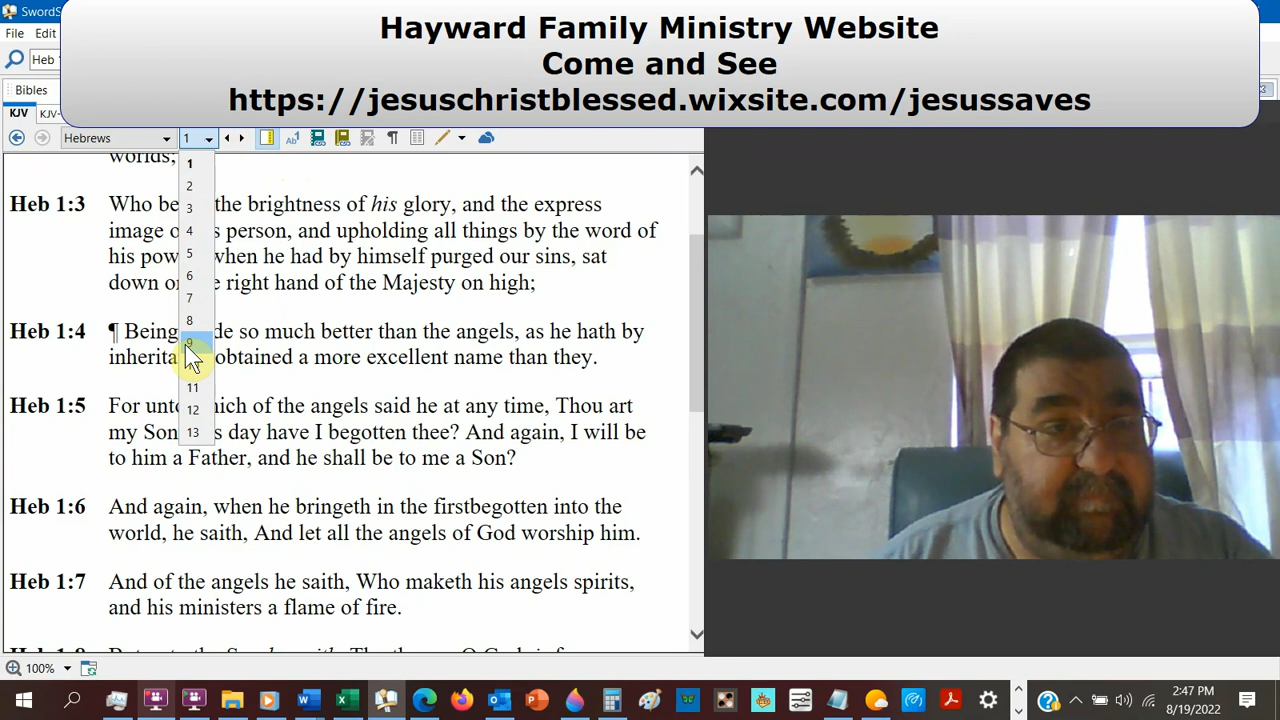 SwordS
Hayward Family Ministry Website
Come and See
https://jesuschristblessed.wixsite.com/jesussaves
File Edit
Heb
Bibles
KJV KJV-
Hebrews 1
1
2
3
4
5
6
7
8
9
11
12
13
worlds;
Heb 1:3 Who be the brightness of his glory, and the express
image o person, and upholding all things by the word of
his pow when he had by himself purged our sins, sat
down o right hand of the Majesty on high;
Heb 1:4 ¶ Being de so much better than the angels, as he hath by
inherita obtained a more excellent name than they.
Heb 1:5 For unto hich of the angels said he at any time, Thou art
my Son s day have I begotten thee? And again, I will be
to him a Father, and he shall be to me a Son?
Heb 1:6 And again, when he bringeth in the firstbegotten into the
world, he saith, And let all the angels of God worship him.
Heb 1:7 And of the angels he saith, Who maketh his angels spirits,
and his ministers a flame of fire.
100%
2:47 PM
8/19/2022